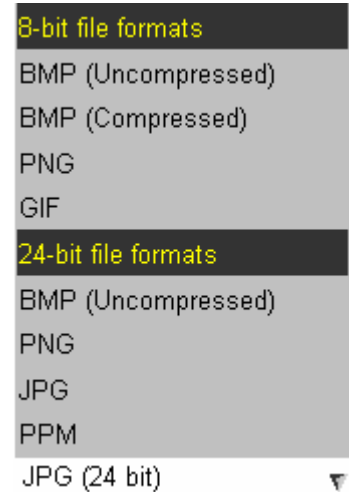 8-bit file formats
BMP (Uncompressed)
BMP (Compressed)
PNG
GIF
24-bit file formats
BMP (Uncompressed)
PNG
JPG
PPM
JPG (24 bit)